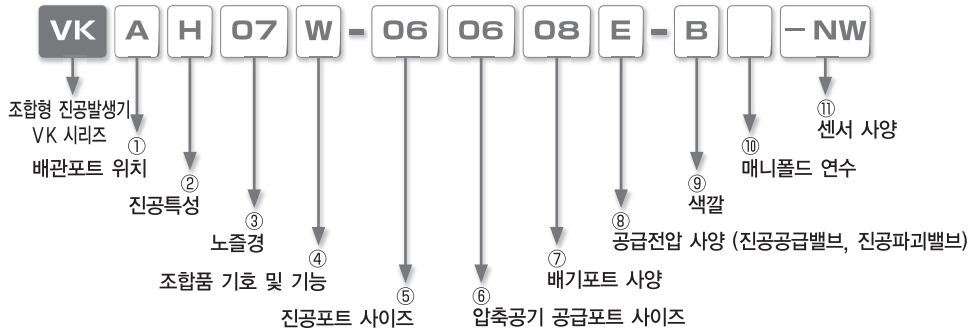 VK A H 07 W - 06 06 08 E - B - NW
조합형 진공발생기
VK 시리즈
①
배관포트 위치
②
진공특성
③
노즐경
④
조합품 기호 및 기능
⑤
진공포트 사이즈
⑥
압축공기 공급포트 사이즈
⑦
배기포트 사양
⑧
공급전압 사양 (진공공급밸브, 진공파괴밸브)
⑨
색깔
⑩
매니폴드 연수
⑪
센서 사양